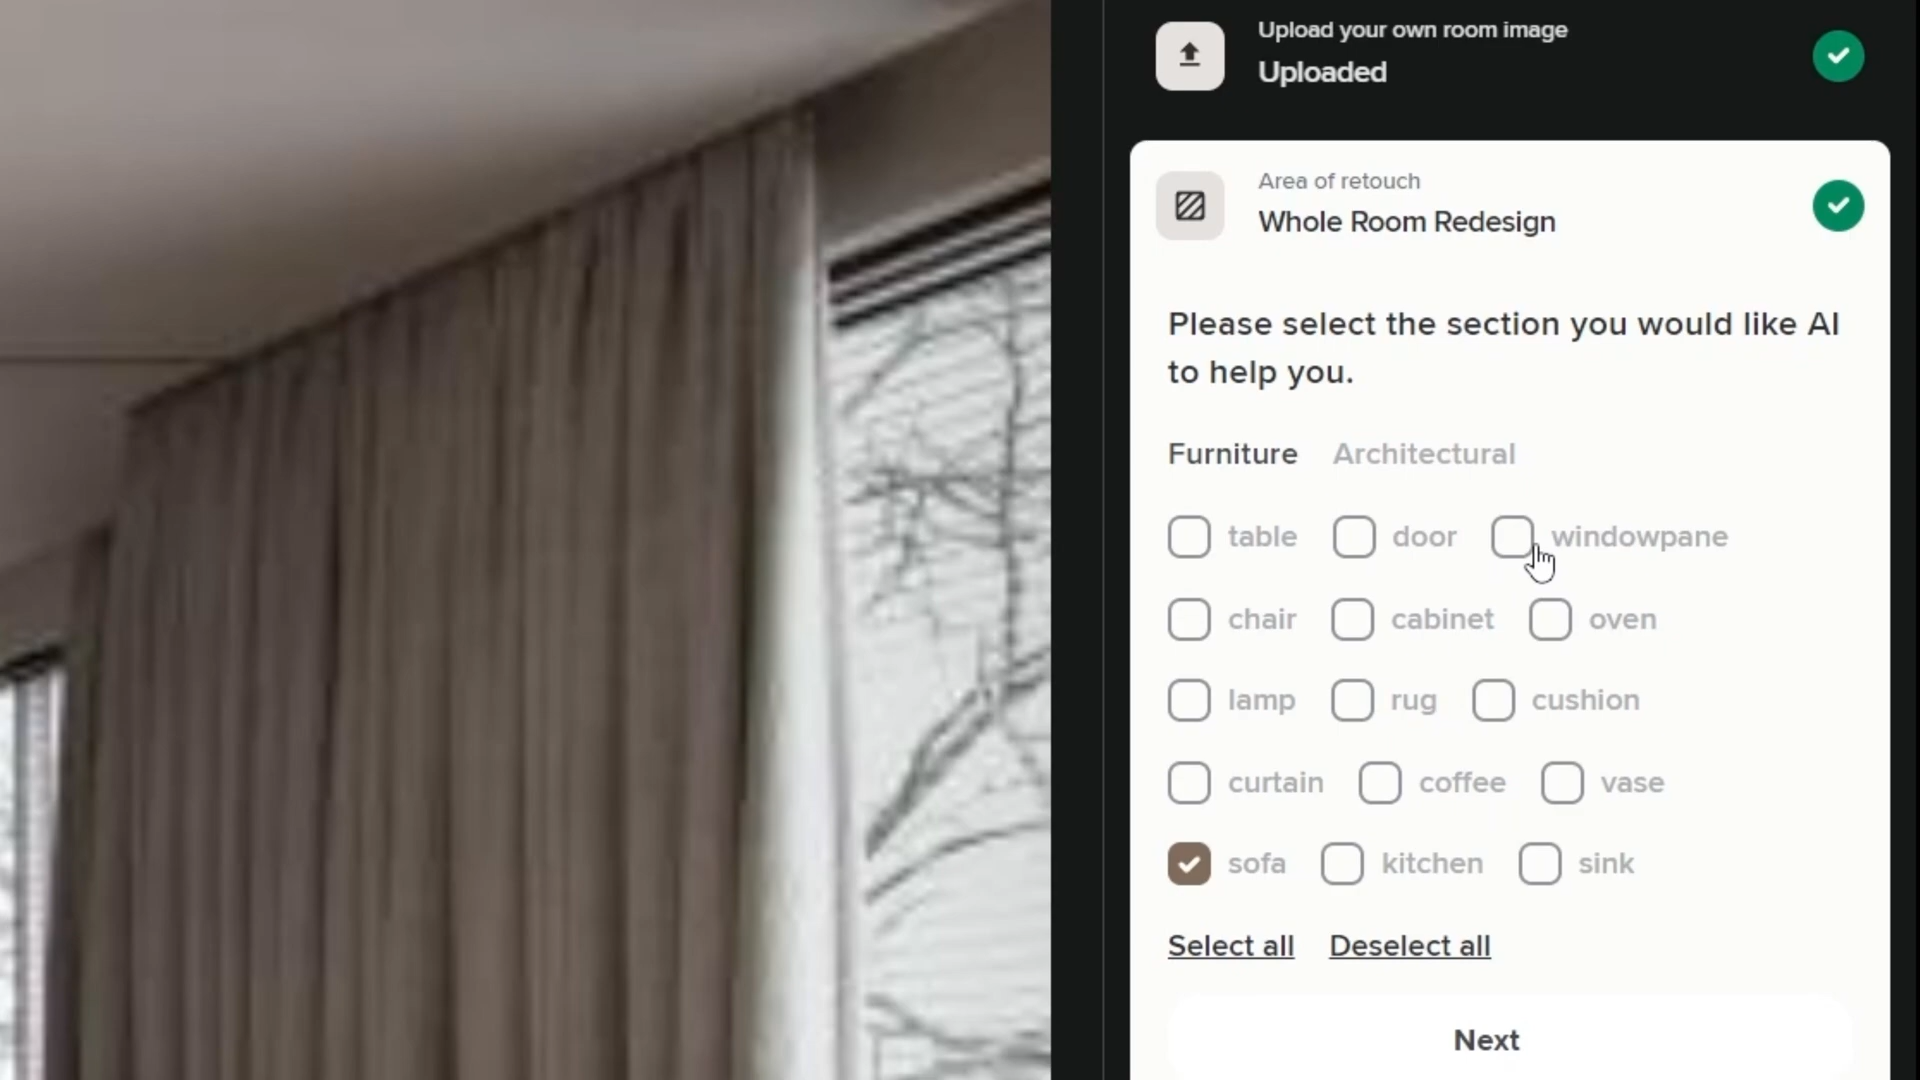 Upload your own room image
Uploaded
Area of retouch
Whole Room Redesign
Please select the section you would like AI
to help you.
Furniture Architectural
table door windowpane
chair cabinet oven
lamp rug cushion
curtain coffee vase
sofa kitchen sink
Select all Deselect all
Next